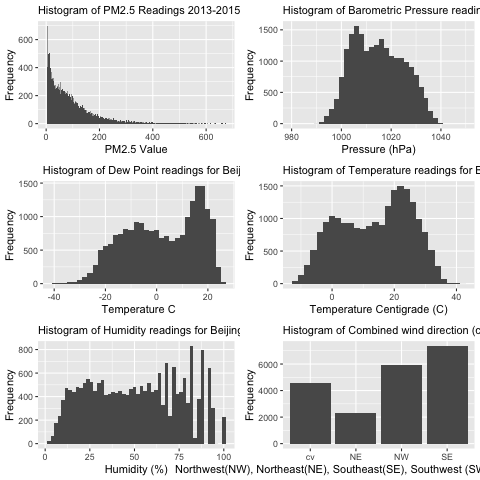 Histogram of PM2.5 Readings 2013-2015
Frequency
600
400
200
0
0 200 400 600
PM2.5 Value
Histogram of Barometric Pressure readin
Frequency
1500
1000
500
0
980 1000 1020 1040
Pressure (hPa)
Histogram of Dew Point readings for Beij
Frequency
1500
1000
500
0
-40 -20 0 20
Temperature C
Histogram of Temperature readings for B
Frequency
1500
1000
500
0
0 20 40
Temperature Centigrade (C)
Histogram of Humidity readings for Beijing
Frequency
800
600
400
200
0
0 25 50 75 100
Humidity (%)
Histogram of Combined wind direction (c
Frequency
6000
4000
2000
0
cv NE NW SE
Northwest(NW), Northeast(NE), Southeast(SE), Southwest (SW